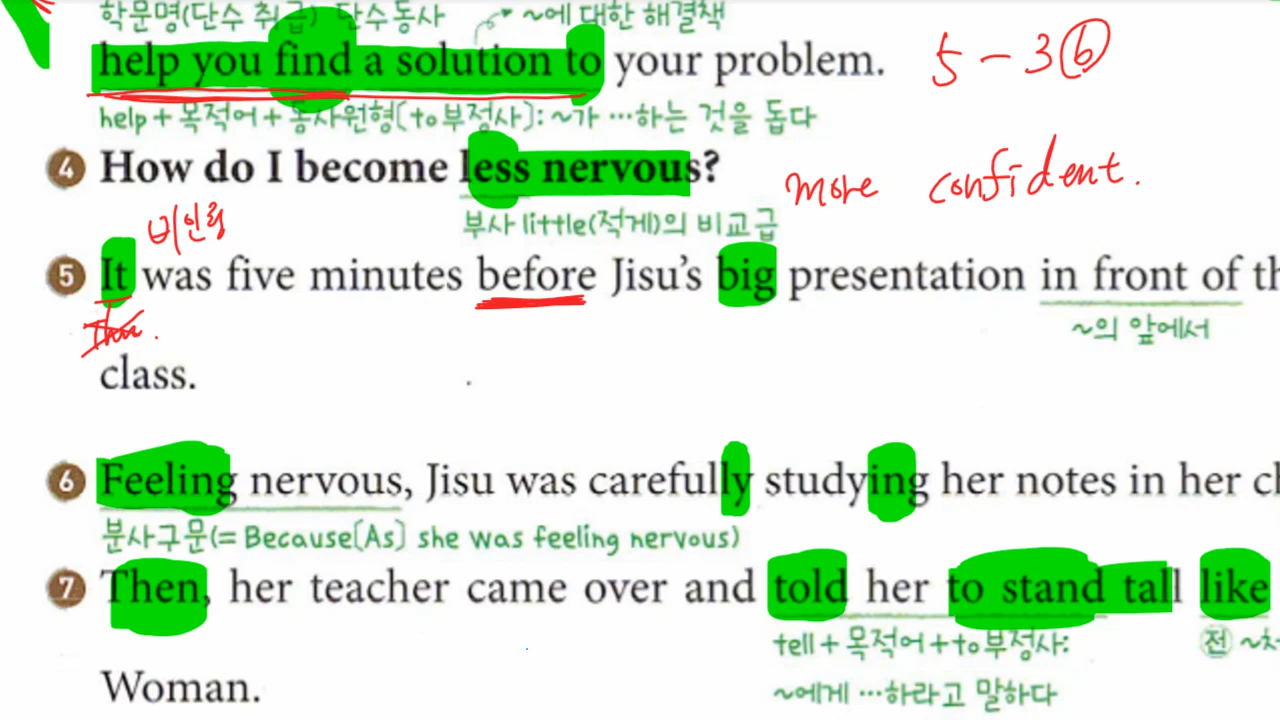 학문명(단수 취급) 단수동사 ~에 대한 해결책
help you find a solution to your problem. 5-3⑥
help+목적어+동사원형(to부정사): ~가 …하는 것을 돕다
4 How do I become less nervous?
more confident.
부사 little(적게)의 비교급
비인칭
5 It was five minutes before Jisu's big presentation in front of th
~의 앞에서
class.
6 Feeling nervous, Jisu was carefully studying her notes in her ch
분사구문(= Because(As) she was feeling nervous)
7 Then, her teacher came over and told her to stand tall like
tell+목적어+to부정사: 전 ~처
~에게 …하라고 말하다
Woman.